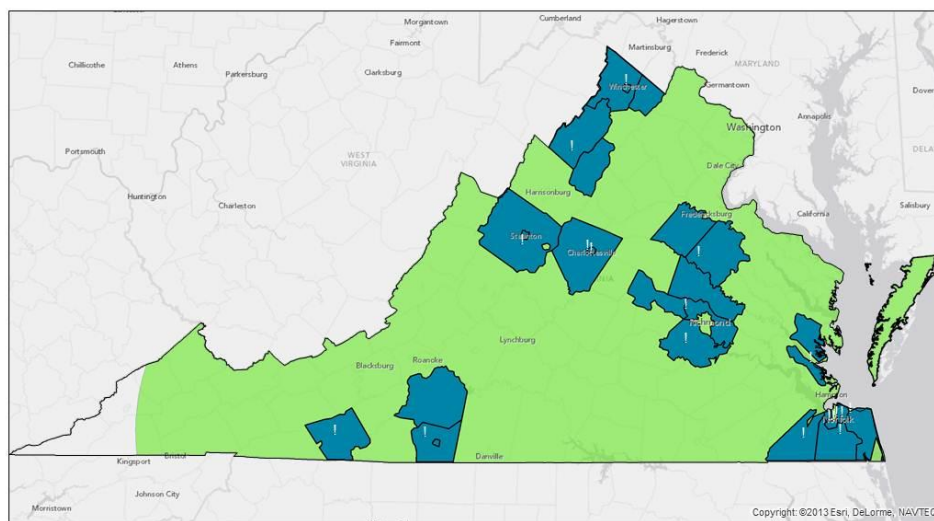 Morgantown
Cumberland
Hagerstown
Fairmont
Martinsburg
Frederick
Chillicothe
Athens
Parkersburg
Clarksburg
MARYLAND
Winchester
Germantown
Dover
Annapolis
Washington
Portsmouth
WEST
VIRGINIA
Dale City
Huntington
Harrisonburg
Charleston
Fredericksburg
California
Salisbury
Staunton
Charlottesville
Richmond
Lynchburg
Roanoke
Blacksburg
Hampton
Norfolk
Danville
Kingsport
Bristol
Johnson City
Morristown
Copyright: ©2013 Esri, DeLorme, NAVTEQ